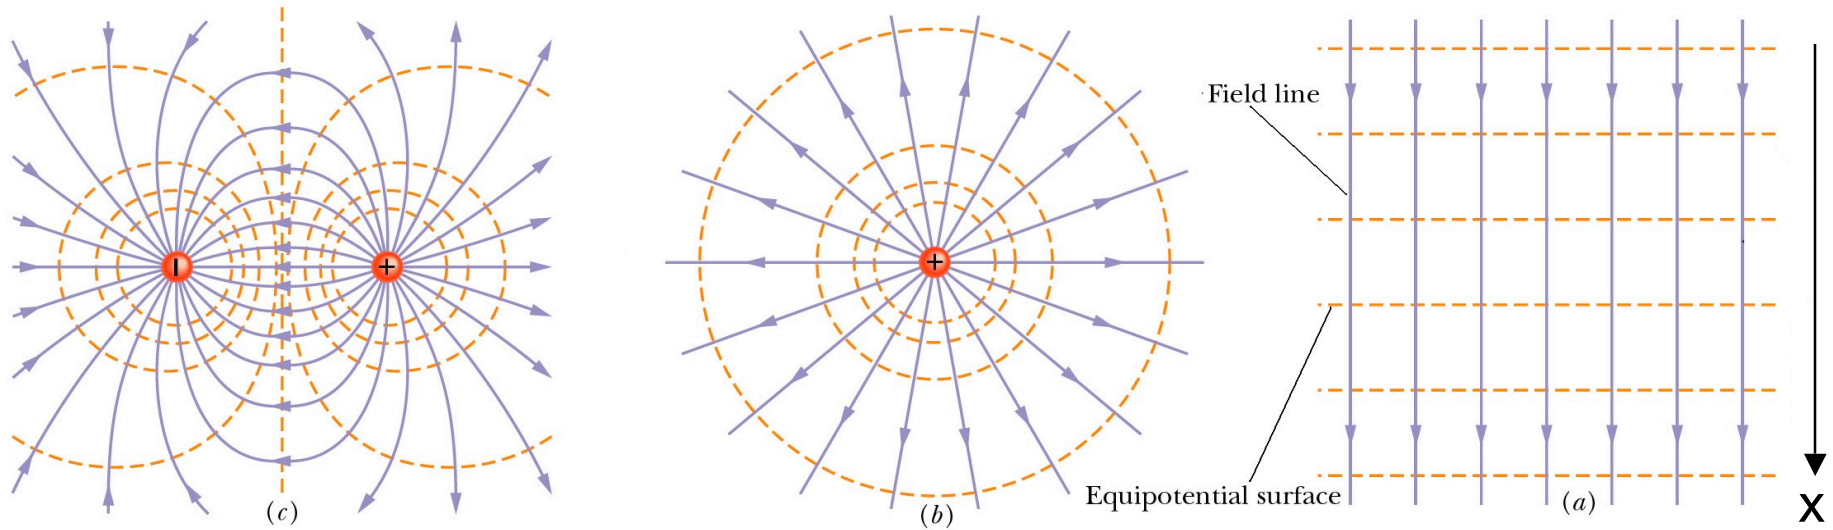 Field line
Equipotential surface
(c)
(b)
(a)
X
+
+